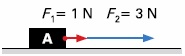 F₁= 1 N F₂= 3 N
A